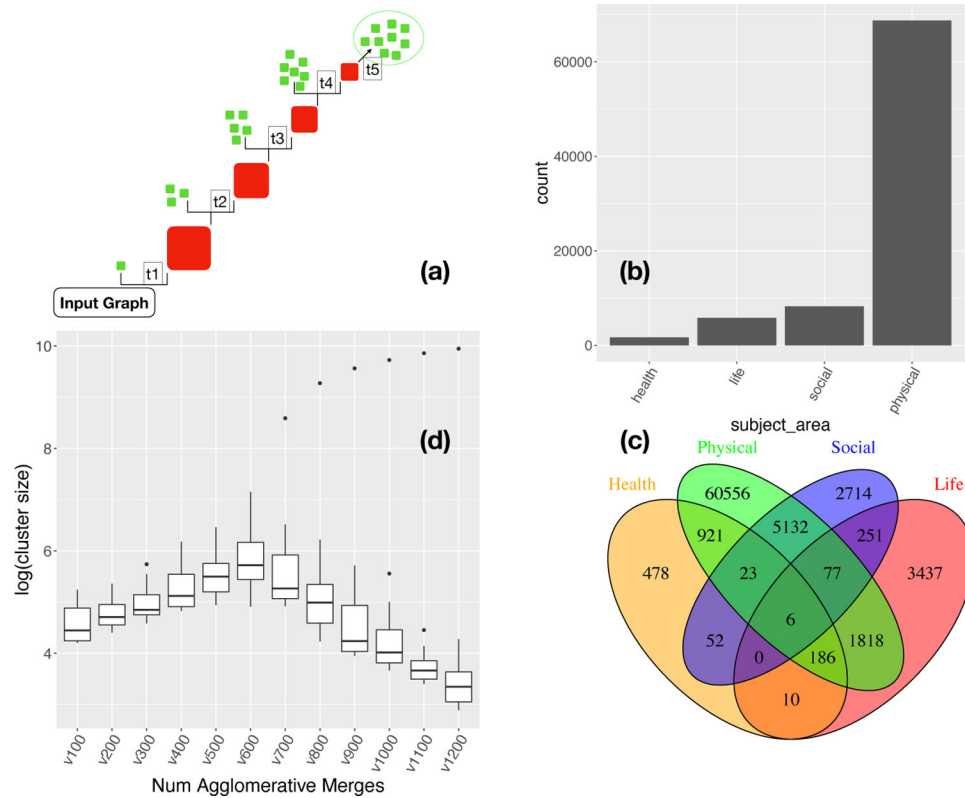 t5
t4
t3
t2
t1
Input Graph
(a)
60000
40000
20000
0
count
(b)
health
life
social
physical
subject_area
(c)
Physical
Social
Health
Life
60556
2714
921
5132
251
478
23
77
3437
6
52
0
186
1818
10
10
8
6
4
log(cluster size)
(d)
v100
v200
v300
v400
v500
v600
v700
v800
v900
v1000
v1100
v1200
Num Agglomerative Merges